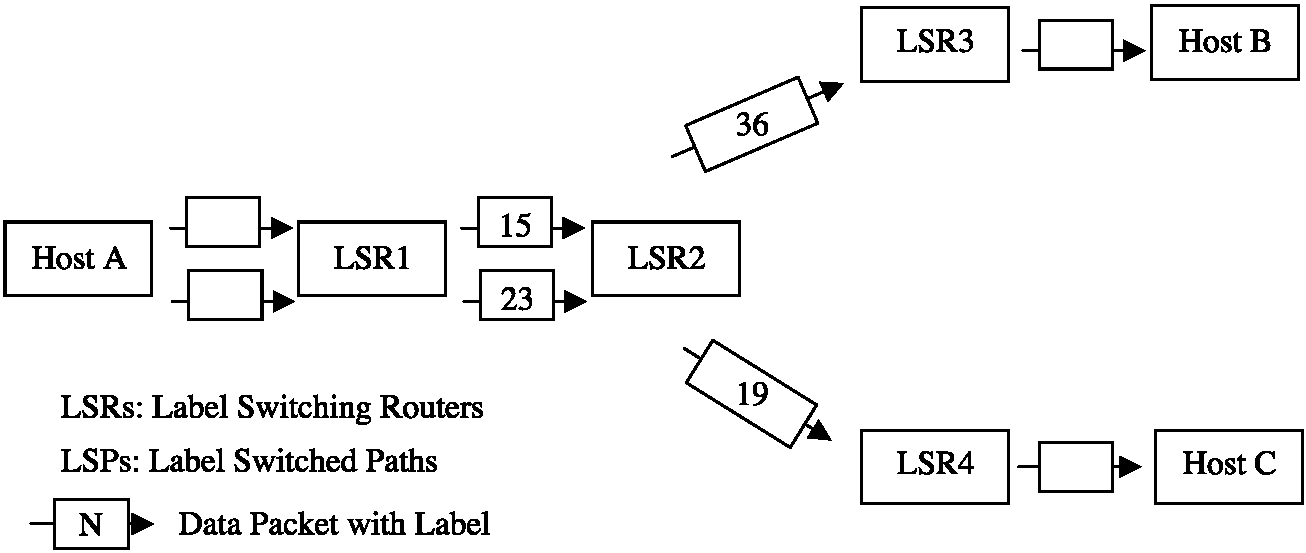 LSR3
Host B
36
Host A
LSR1
15
23
LSR2
19
LSR4
Host C
LSRs: Label Switching Routers
LSPs: Label Switched Paths
N Data Packet with Label